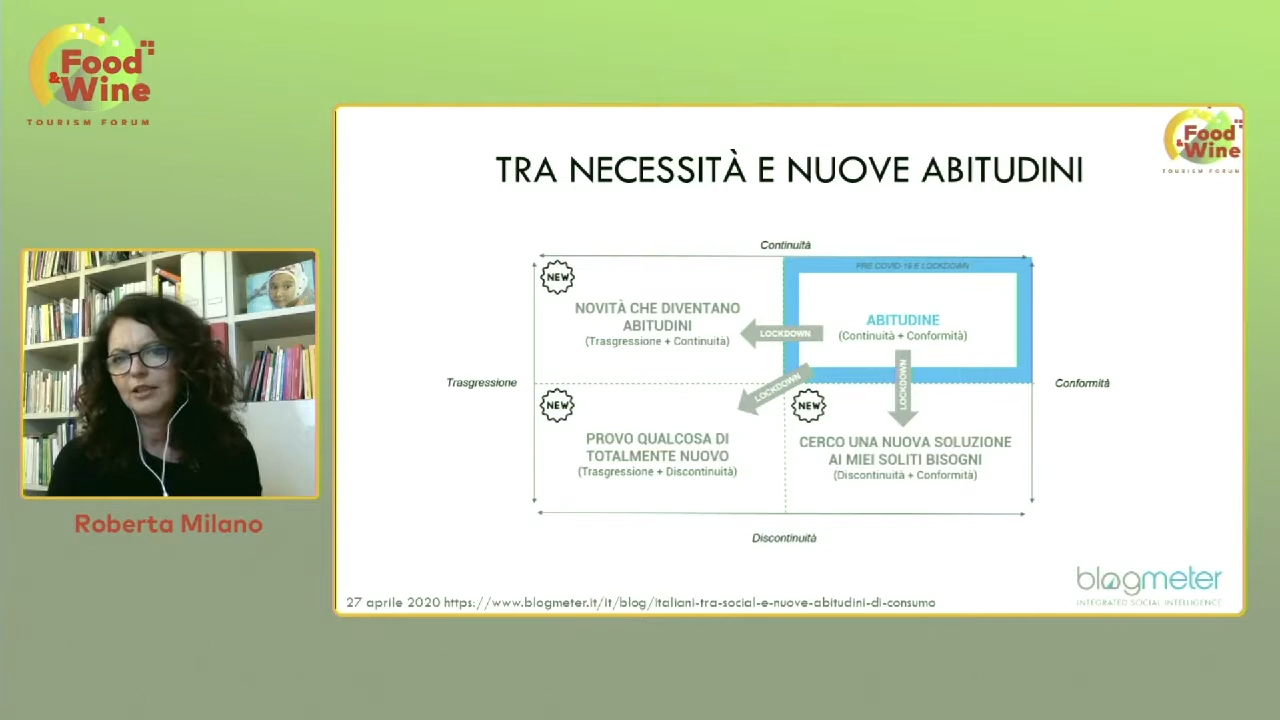 Food
& Wine
TOURISM FORUM
Food
& Wine
TOURISM FORUM
TRA NECESSITÀ E NUOVE ABITUDINI
Continuità
PRE COVID-19 E LOCKDOWN
NEW
NOVITÀ CHE DIVENTANO
ABITUDINI
(Trasgressione + Continuità)
LOCKDOWN
ABITUDINE
(Continuità + Conformità)
Trasgressione
Conformità
LOCKDOWN
LOCKDOWN
NEW
NEW
PROVO QUALCOSA DI
TOTALMENTE NUOVO
(Trasgressione + Discontinuità)
CERCO UNA NUOVA SOLUZIONE
AI MIEI SOLITI BISOGNI
(Discontinuità + Conformità)
Discontinuità
Roberta Milano
blogmeter
INTEGRATED SOCIAL INTELLIGENCE
27 aprile 2020 https://www.blogmeter.it/it/blog/italiani-tra-social-e-nuove-abitudini-di-consumo